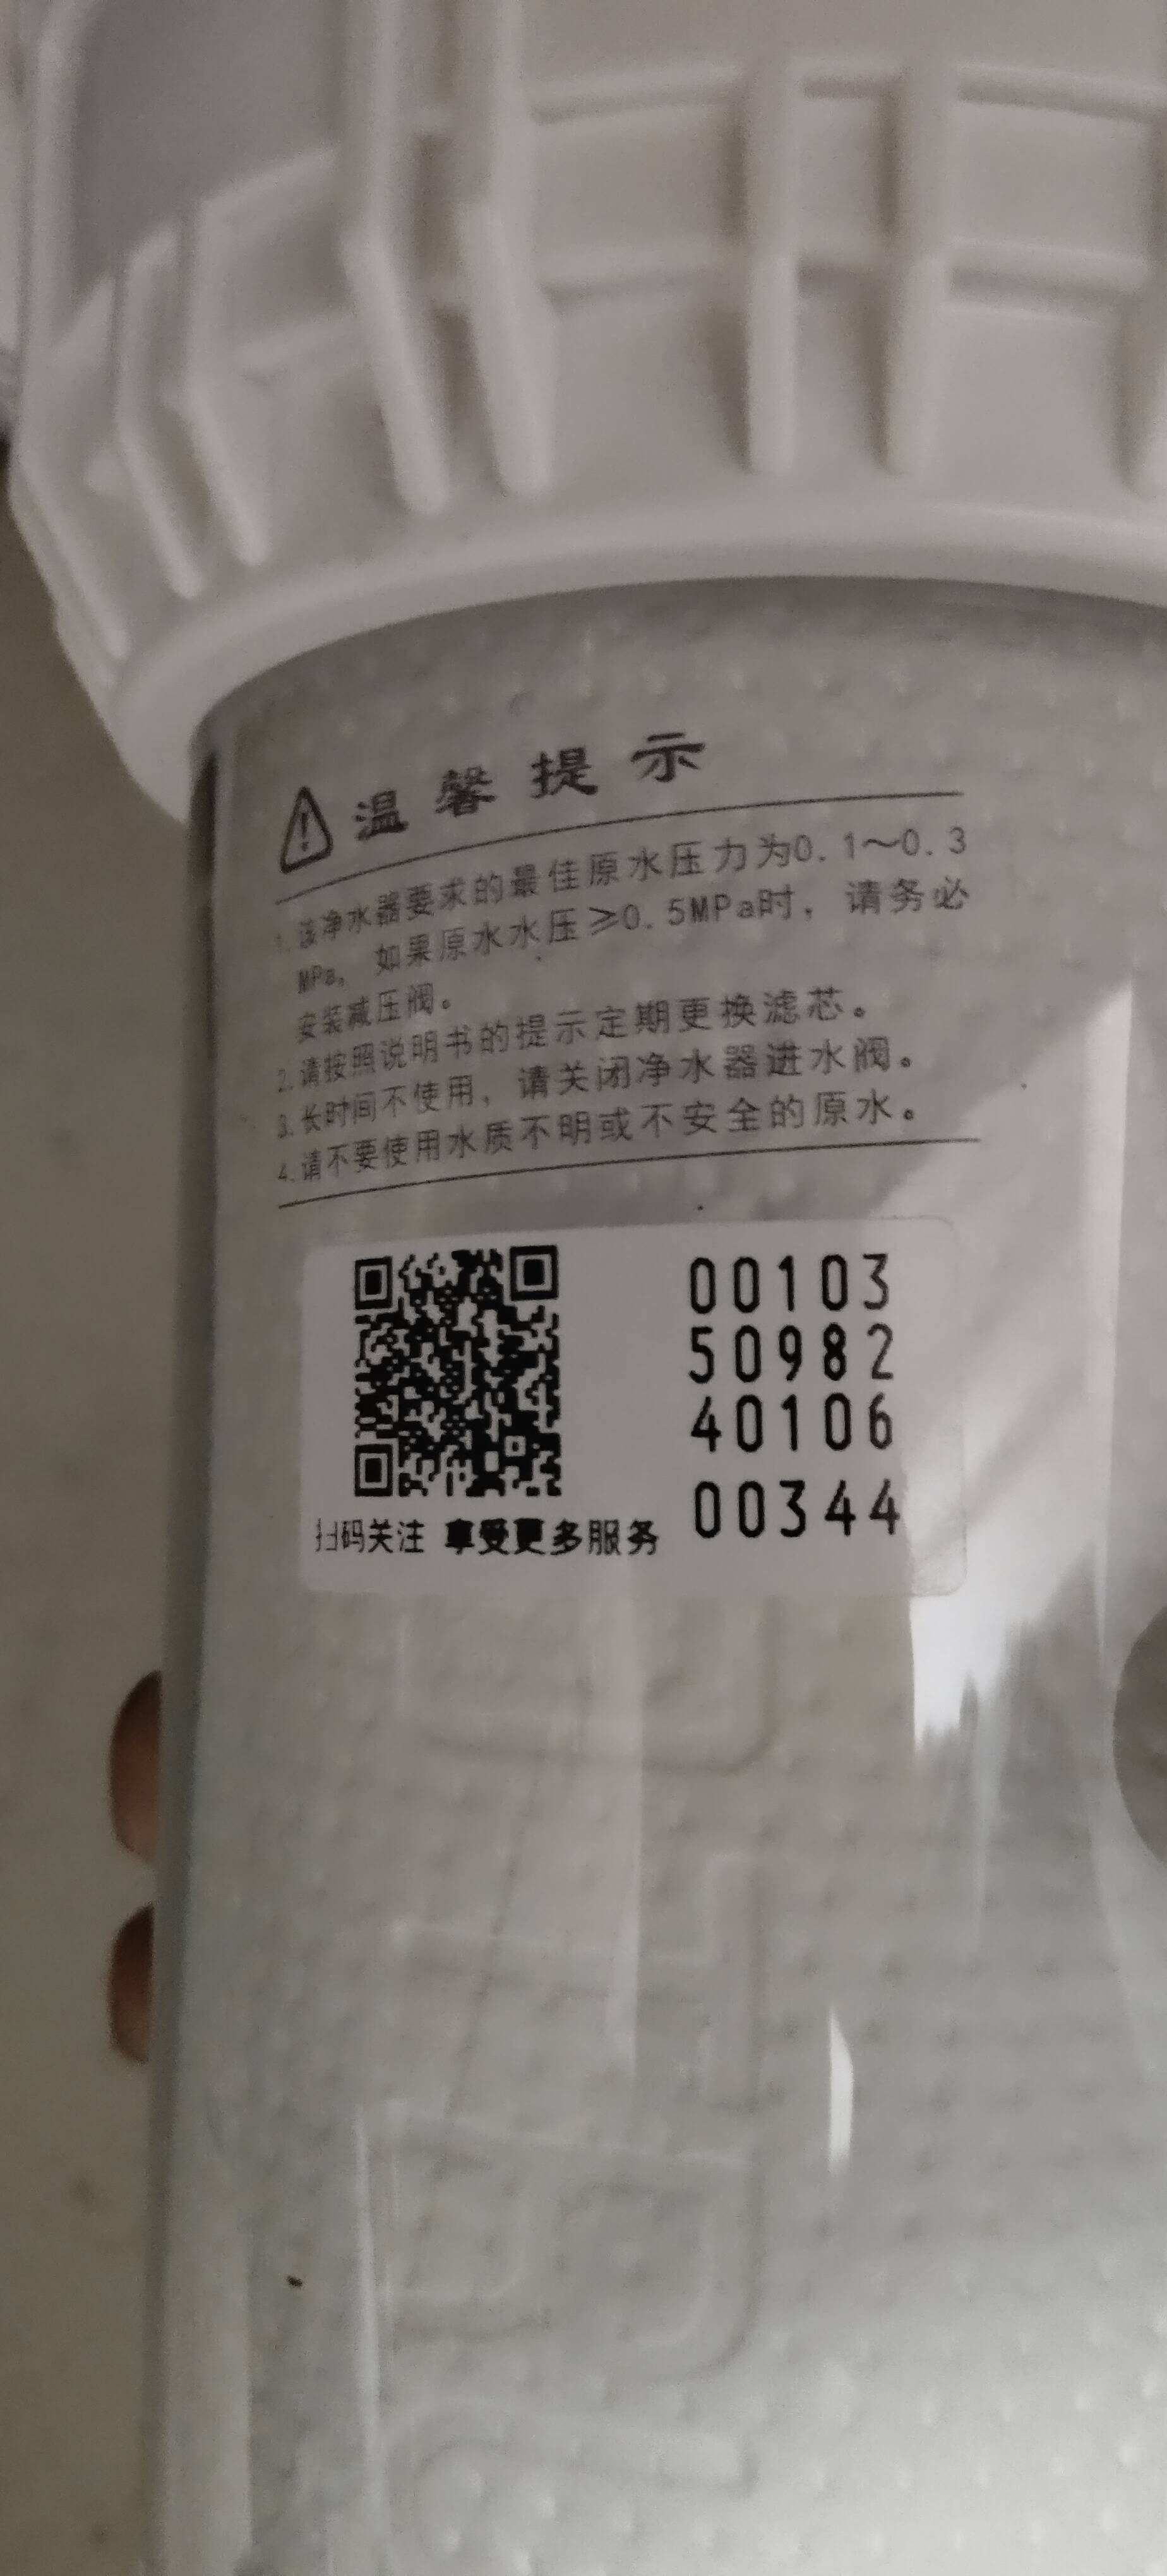 温馨提示
1.该净水器要求的最佳原水压力为0.1～0.3
MPa。如果原水水压≥0.5MPa时，请务必
安装减压阀。
2.请按照说明书的提示定期更换滤芯。
3.长时间不使用，请关闭净水器进水阀。
4.请不要使用水质不明或不安全的原水。
00103
50982
40106
00344
扫码关注 享受更多服务